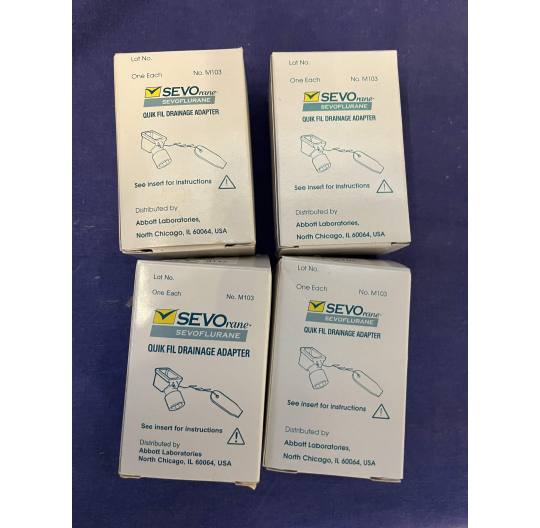 Lot No.
One Each No. M103
SEVOrane
SEVOFLURANE
QUIK FIL DRAINAGE ADAPTER
See insert for instructions
Distributed by
Abbott Laboratories,
North Chicago, IL 60064, USA
Lot No.
One Each No. M103
SEVOrane
SEVOFLURANE
QUIK FIL DRAINAGE ADAPTER
See insert for instructions
Distributed by
Abbott Laboratories,
North Chicago, IL 60064, USA
Lot No.
One Each No. M103
SEVOrane
SEVOFLURANE
QUIK FIL DRAINAGE ADAPTER
See insert for instructions
Distributed by
Abbott Laboratories
North Chicago, IL 60064, USA
Lot No.
One Each No. M103
SEVOrane
SEVOFLURANE
QUIK FIL DRAINAGE ADAPTER
See insert for instructions
Distributed by
Abbott Laboratories,
North Chicago, IL 60064, USA